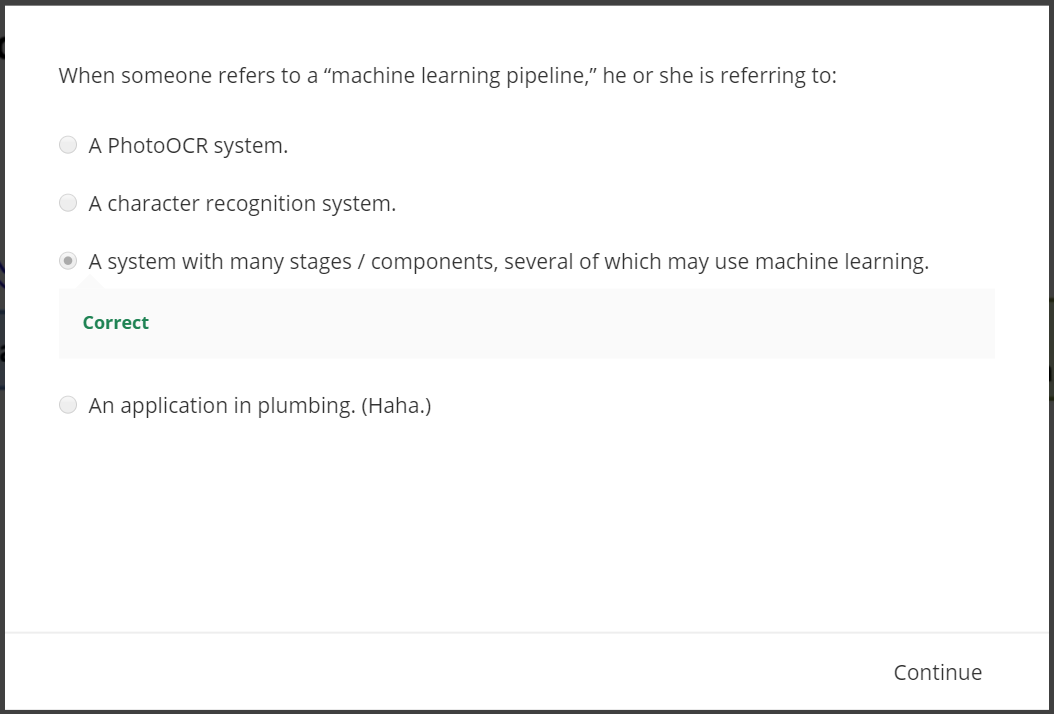 When someone refers to a “machine learning pipeline,” he or she is referring to:
A PhotoOCR system.
A character recognition system.
A system with many stages / components, several of which may use machine learning.
Correct
An application in plumbing. (Haha.)
Continue